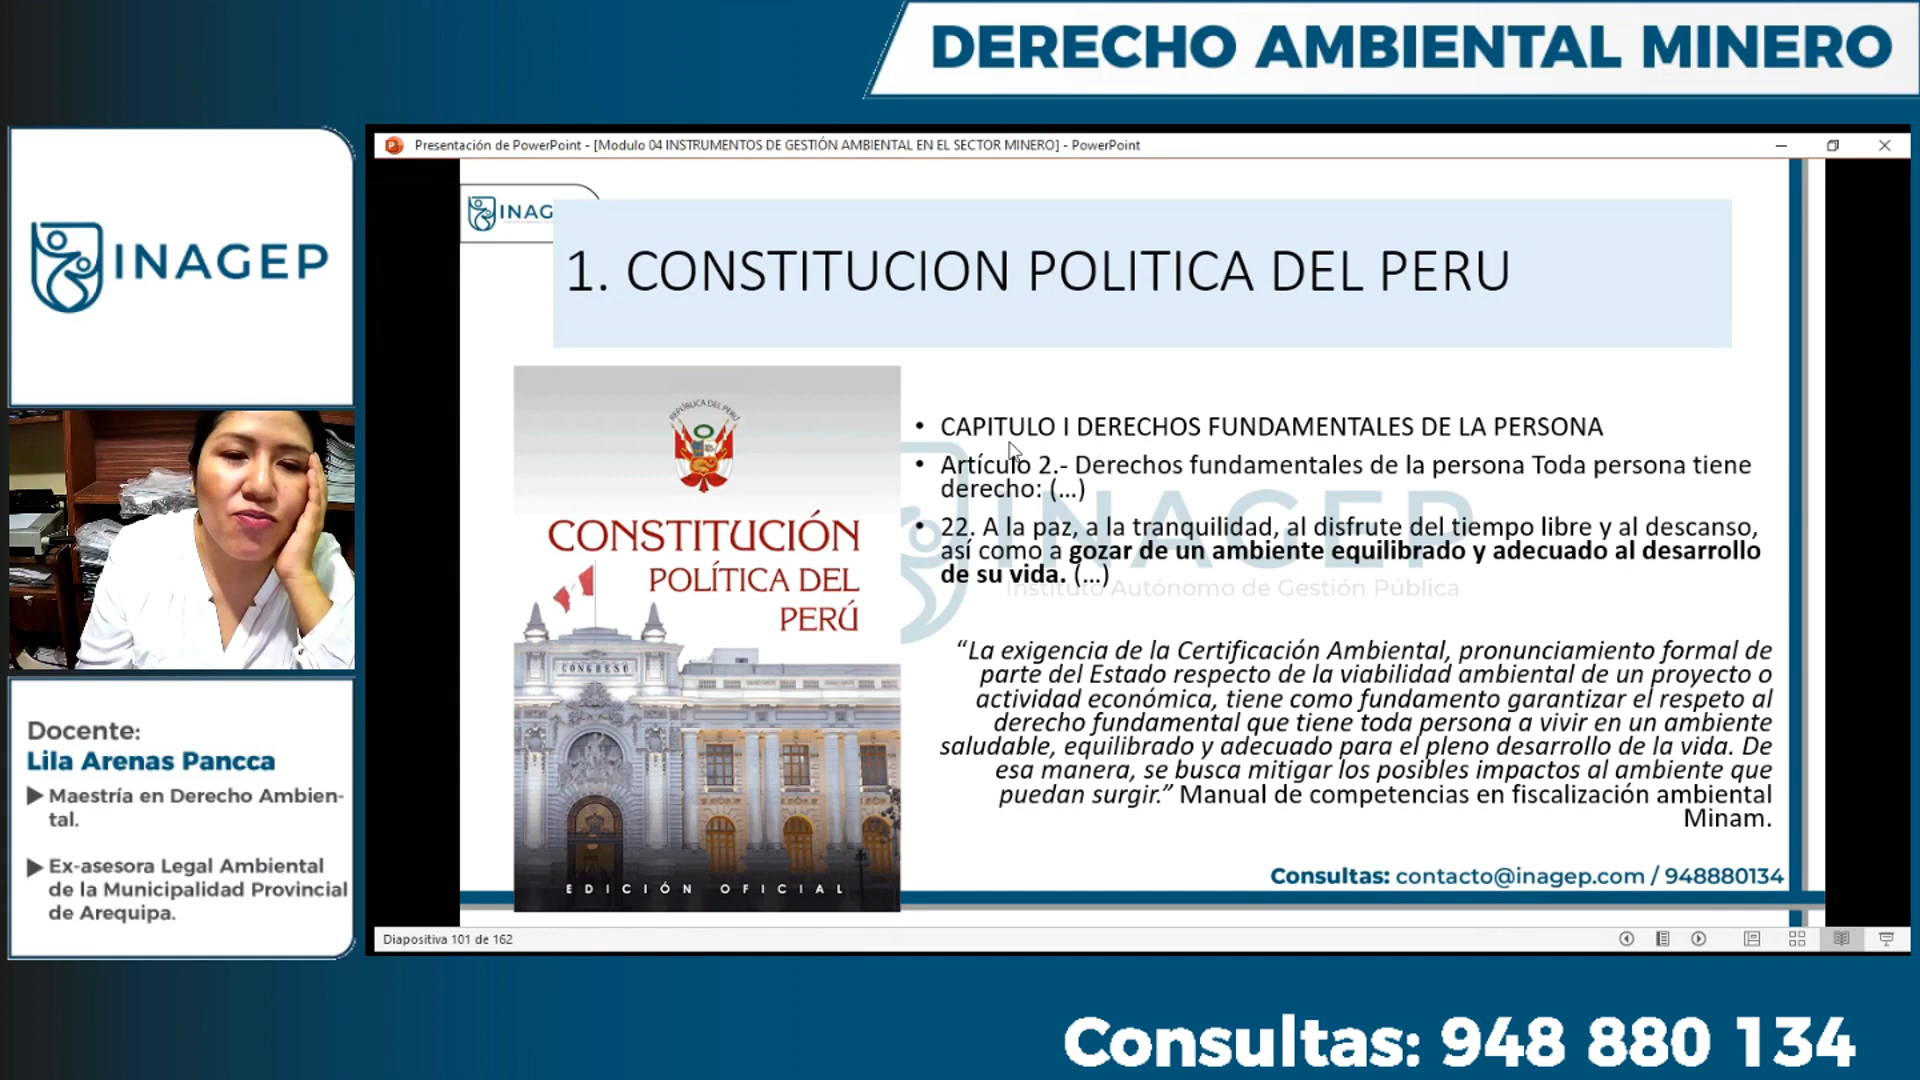 DERECHO AMBIENTAL MINERO
Presentación de PowerPoint - [Modulo 04 INSTRUMENTOS DE GESTIÓN AMBIENTAL EN EL SECTOR MINERO] - PowerPoint
INAGEP
INAG
1. CONSTITUCION POLITICA DEL PERU
REPÚBLICA DEL PERÚ
CONSTITUCIÓN
POLÍTICA DEL
PERÚ
CONGRESO
EDICIÓN OFICIAL
• CAPITULO I DERECHOS FUNDAMENTALES DE LA PERSONA
• Artículo 2.- Derechos fundamentales de la persona Toda persona tiene
derecho: (...)
• 22. A la paz, a la tranquilidad, al disfrute del tiempo libre y al descanso,
así como a gozar de un ambiente equilibrado y adecuado al desarrollo
de su vida. (...)
INAGEP
Instituto Autónomo de Gestión Pública
“La exigencia de la Certificación Ambiental, pronunciamiento formal de
parte del Estado respecto de la viabilidad ambiental de un proyecto o
actividad económica, tiene como fundamento garantizar el respeto al
derecho fundamental que tiene toda persona a vivir en un ambiente
saludable, equilibrado y adecuado para el pleno desarrollo de la vida. De
esa manera, se busca mitigar los posibles impactos al ambiente que
puedan surgir.” Manual de competencias en fiscalización ambiental
Minam.
Consultas: contacto@inagep.com / 948880134
Diapositiva 101 de 162
Docente:
Lila Arenas Pancca
Maestría en Derecho Ambien-
tal.
Ex-asesora Legal Ambiental
de la Municipalidad Provincial
de Arequipa.
Consultas: 948 880 134